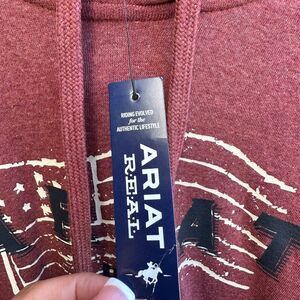 RIDING EVOLVED
for the
AUTHENTIC LIFESTYLE
ARIAT
REAL